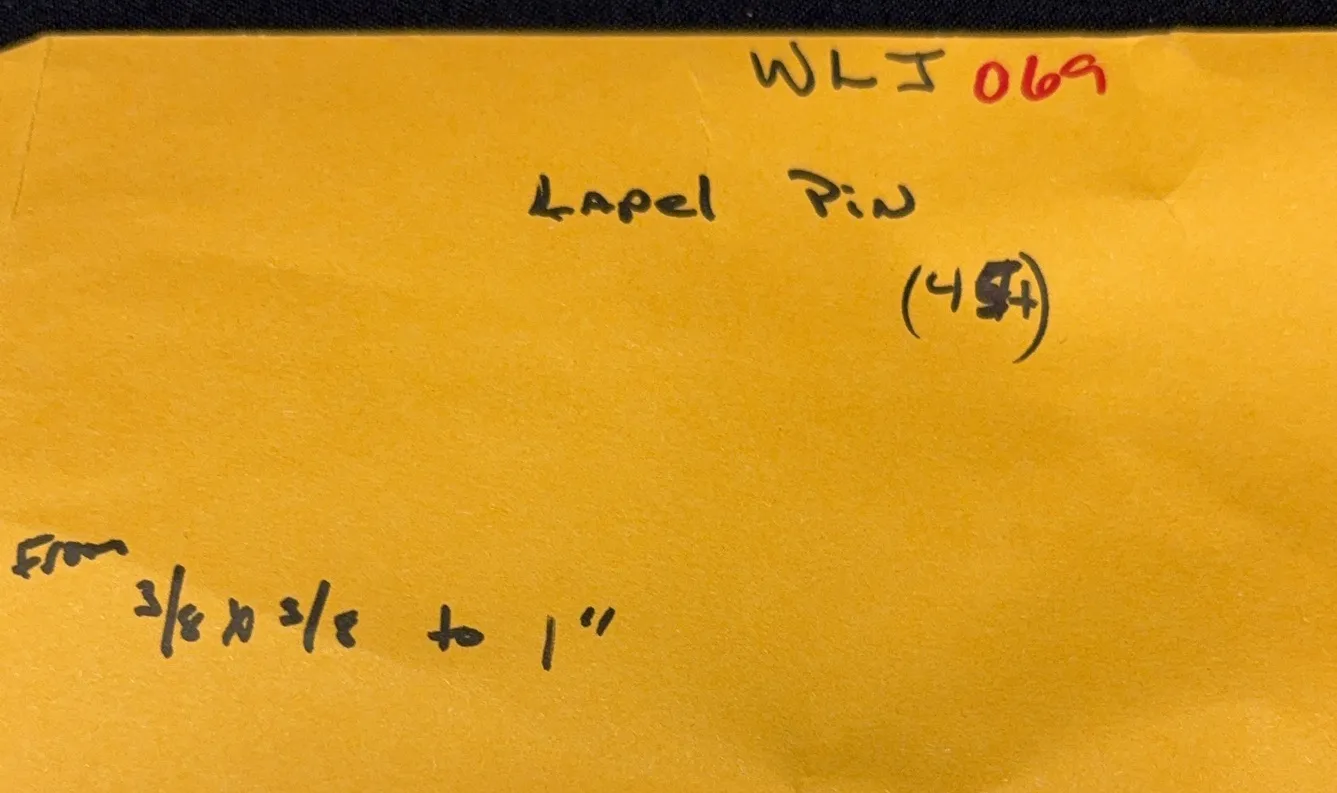 WLJ 069
Lapel Pin
(4
From
3/8 x 3/8 to 1"